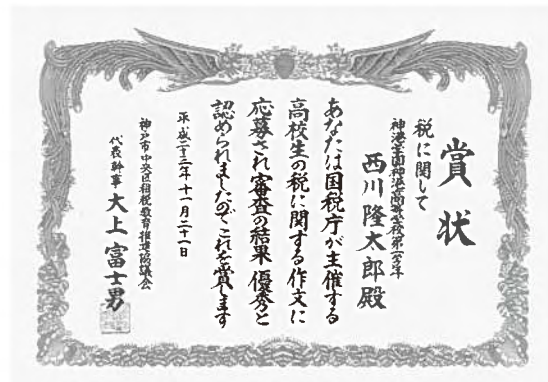 賞状
税に関して
神港学園神港高等学校第一学年
西川隆太郎殿
あなたは国税庁が主催する
高校生の税に関する作文に
応募され審査の結果優秀と
認められましたのでこれを賞します
平成二十二年十一月二十一日
神戸市中央区租税教育推進協議会
代表幹事 大上富士男